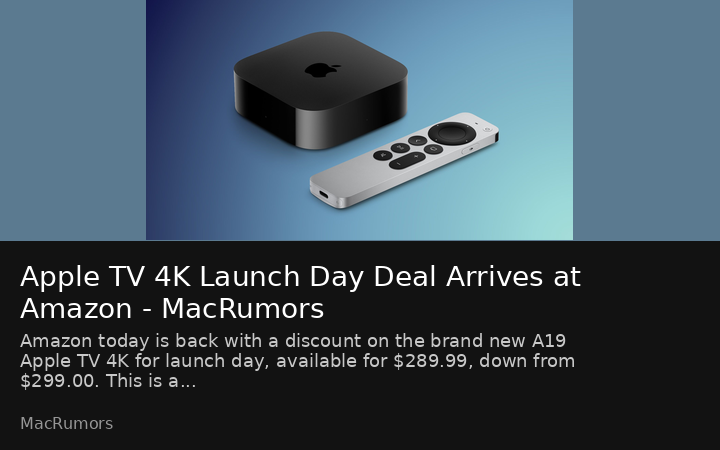 Apple TV 4K Launch Day Deal Arrives at
Amazon - MacRumors
Amazon today is back with a discount on the brand new A19
Apple TV 4K for launch day, available for $289.99, down from
$299.00. This is a...
MacRumors